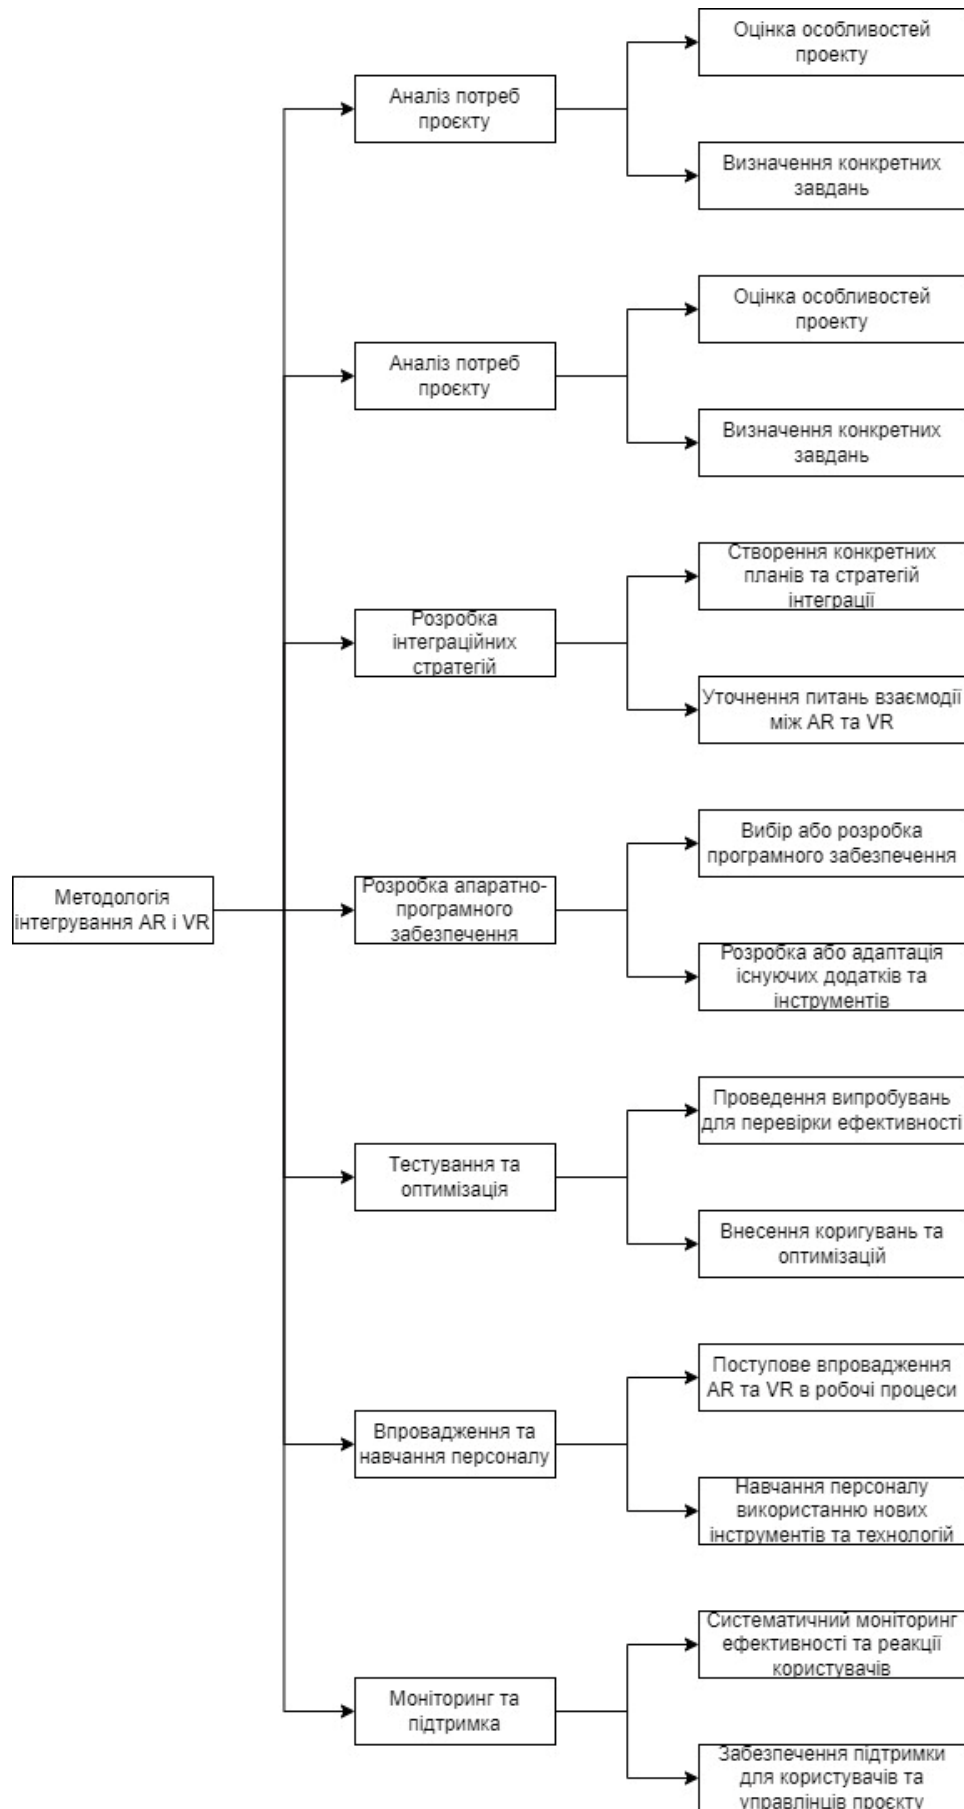 Методологія
інтегрування AR і VR
Аналіз потреб
проєкту
Оцінка особливостей
проекту
Визначення конкретних
завдань
Аналіз потреб
проєкту
Оцінка особливостей
проекту
Визначення конкретних
завдань
Розробка
інтеграційних
стратегій
Створення конкретних
планів та стратегій
інтеграції
Уточнення питань взаємодії
між AR та VR
Розробка апаратно-
програмного
забезпечення
Вибір або розробка
програмного забезпечення
Розробка або адаптація
існуючих додатків та
інструментів
Тестування та
оптимізація
Проведення випробувань
для перевірки ефективності
Внесення коригувань та
оптимізацій
Впровадження та
навчання персоналу
Поступове впровадження
AR та VR в робочі процеси
Навчання персоналу
використанню нових
інструментів та технологій
Моніторинг та
підтримка
Систематичний моніторинг
ефективності та реакції
користувачів
Забезпечення підтримки
для користувачів та
управлінців проєкту